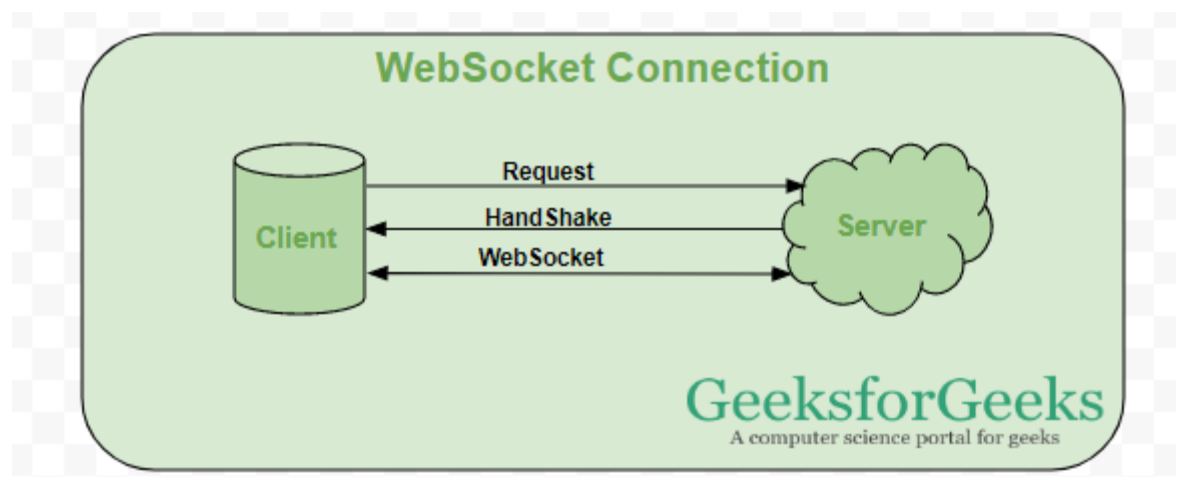 WebSocket Connection
Request
HandShake
WebSocket
Client
Server
GeeksforGeeks
A computer science portal for geeks